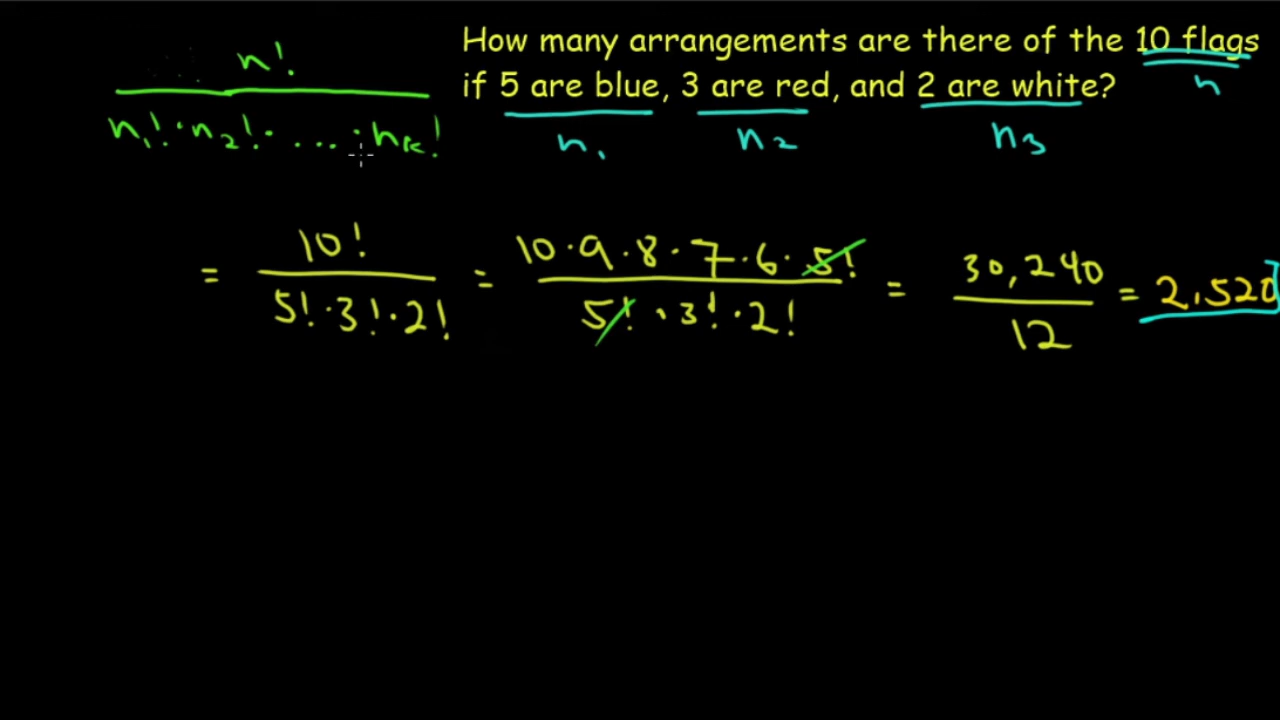 How many arrangements are there of the 10 flags
if 5 are blue, 3 are red, and 2 are white?
n!
n₁! · n₂! · .... · nₖ!
n₁ n₂ n₃ n
= 10! / 5! · 3! · 2! = 10 · 9 · 8 · 7 · 6 · 5! / 5! · 3! · 2! = 30,240 / 12 = 2,520